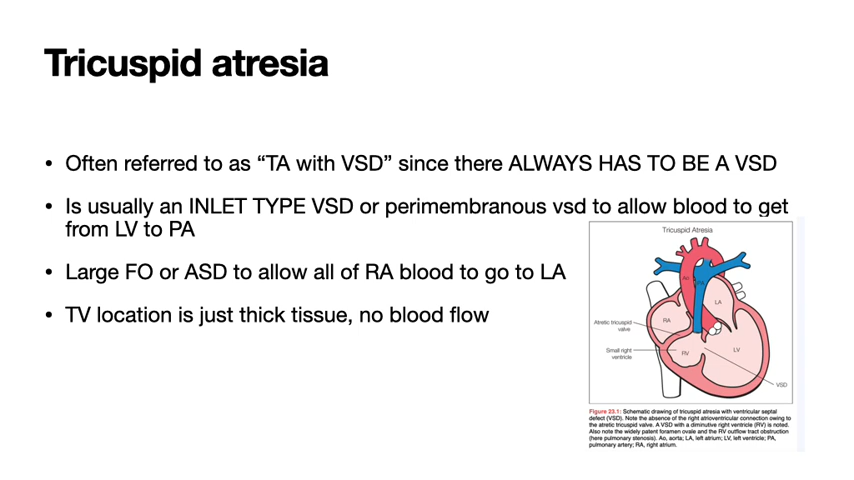 Tricuspid atresia
• Often referred to as “TA with VSD” since there ALWAYS HAS TO BE A VSD
• Is usually an INLET TYPE VSD or perimembranous vsd to allow blood to get
from LV to PA
• Large FO or ASD to allow all of RA blood to go to LA
• TV location is just thick tissue, no blood flow
Tricuspid Atresia
Ao
PA
LA
RA
Atretic tricuspid
valve
Small right
ventricle
RV
LV
VSD
Figure 23.1: Schematic drawing of tricuspid atresia with ventricular septal
defect (VSD). Note the absence of the right atrioventricular connection owing to
the atretic tricuspid valve. A VSD with a diminutive right ventricle (RV) is noted.
Also note the widely patent foramen ovale and the RV outflow tract obstruction
(here pulmonary stenosis). Ao, aorta; LA, left atrium; LV, left ventricle; PA,
pulmonary artery; RA, right atrium.